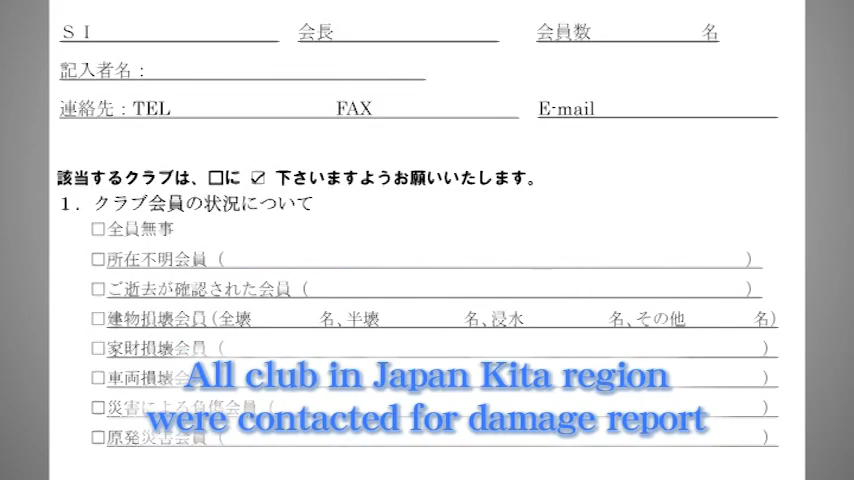 SI 会長 会員数 名
記入者名：
連絡先：TEL FAX E-mail
該当するクラブは、□に ☑ 下さいますようお願いいたします。
１．クラブ会員の状況について
□全員無事
□所在不明会員（ ）
□ご逝去が確認された会員（ ）
□建物損壊会員（全壊 名、半壊 名、浸水 名、その他 名）
□家財損壊会員（ ）
□車両損壊会員（ ）
□災害による負傷会員（ ）
□原発災害会員（ ）
All club in Japan Kita region
were contacted for damage report